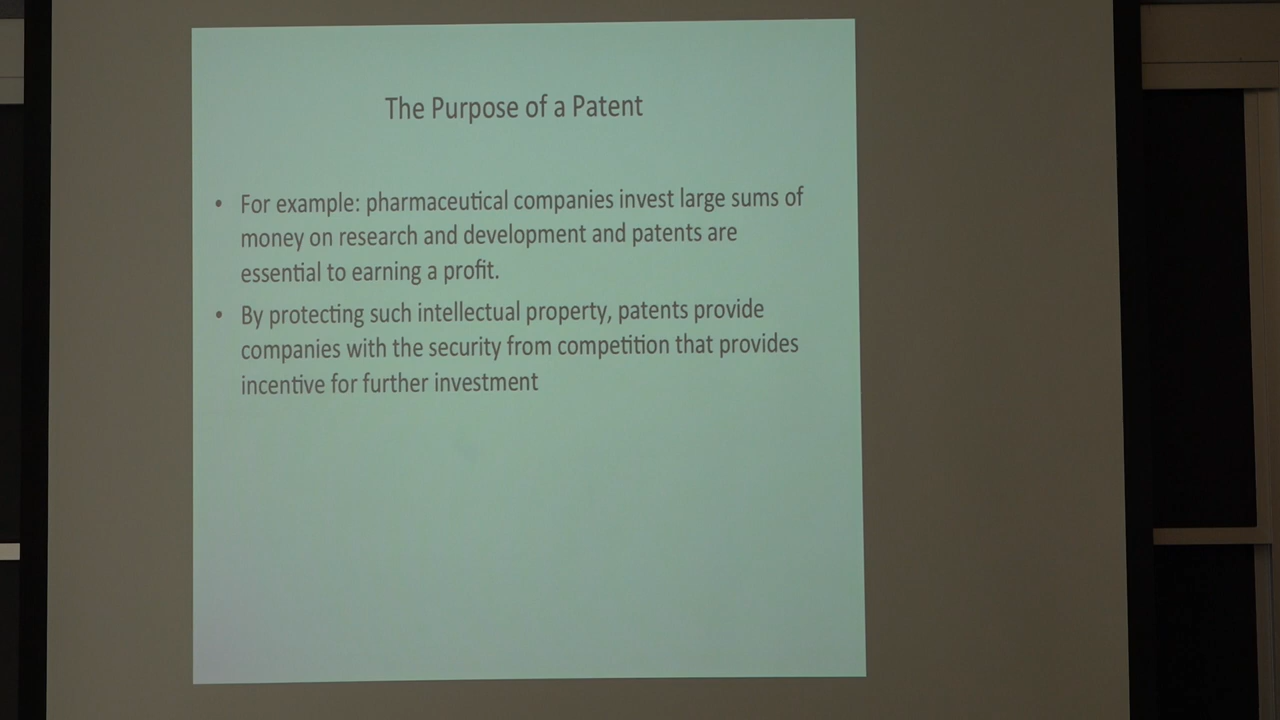 The Purpose of a Patent
• For example: pharmaceutical companies invest large sums of
money on research and development and patents are
essential to earning a profit.
• By protecting such intellectual property, patents provide
companies with the security from competition that provides
incentive for further investment